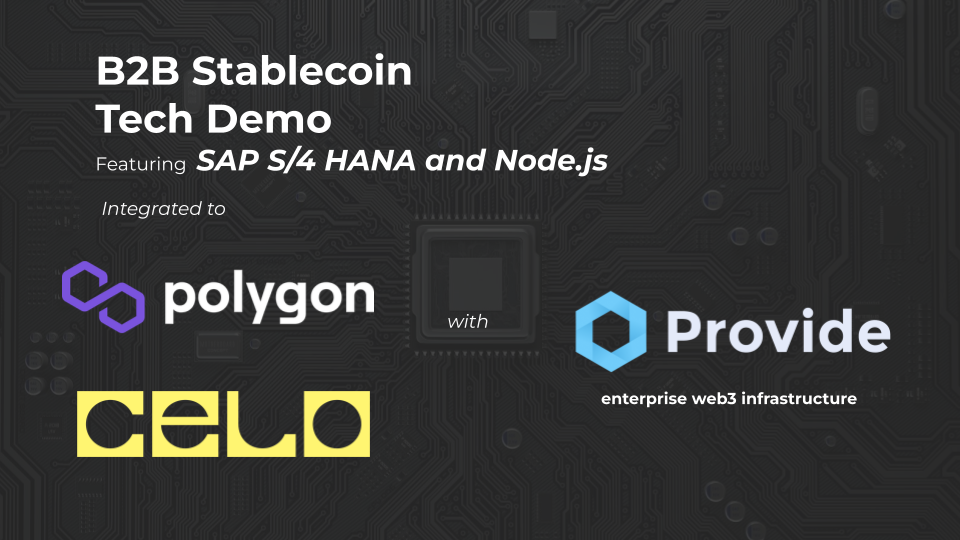 B2B Stablecoin
Tech Demo
Featuring SAP S/4 HANA and Node.js
Integrated to
polygon
with
Provide
enterprise web3 infrastructure
CELO